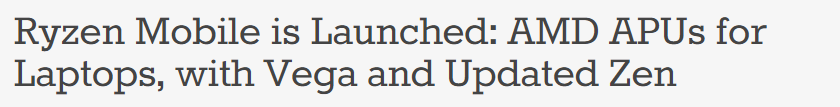 Ryzen Mobile is Launched: AMD APUs for
Laptops, with Vega and Updated Zen